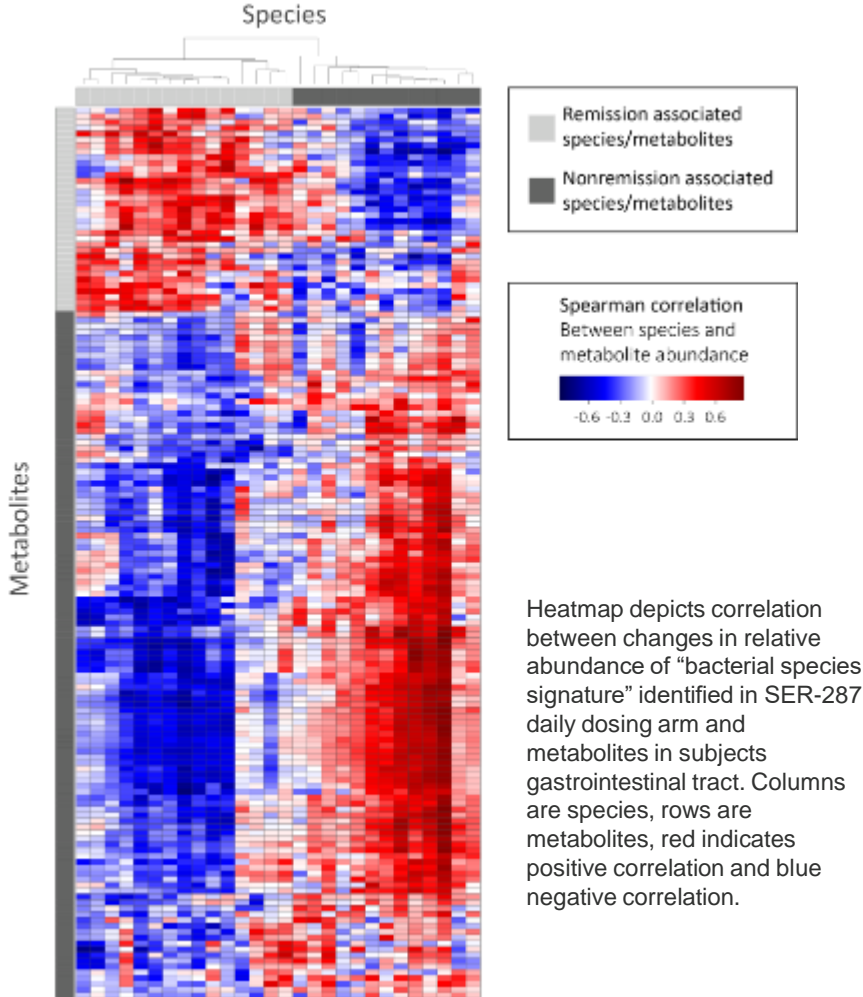 Species
Remission associated
species/metabolites
Nonremission associated
species/metabolites
Spearman correlation
Between species and
metabolite abundance
-0.6 -0.3 0.0 0.3 0.6
Metabolites
Heatmap depicts correlation
between changes in relative
abundance of “bacterial species
signature” identified in SER-287
daily dosing arm and
metabolites in subjects
gastrointestinal tract. Columns
are species, rows are
metabolites, red indicates
positive correlation and blue
negative correlation.